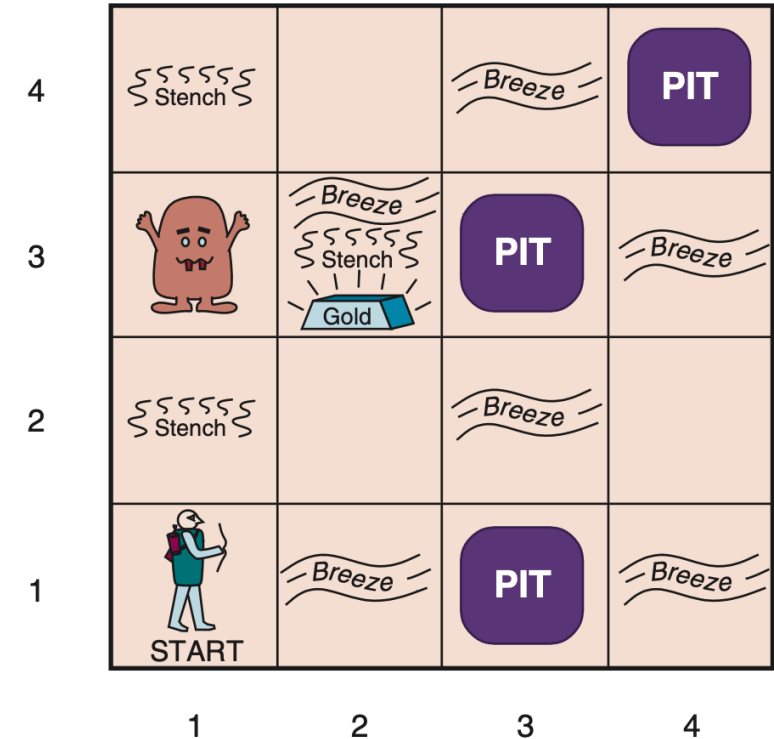 4
Stench
Breeze
PIT
3
Breeze
Stench
Gold
PIT
Breeze
2
Stench
Breeze
1
START
Breeze
PIT
Breeze
1 2 3 4